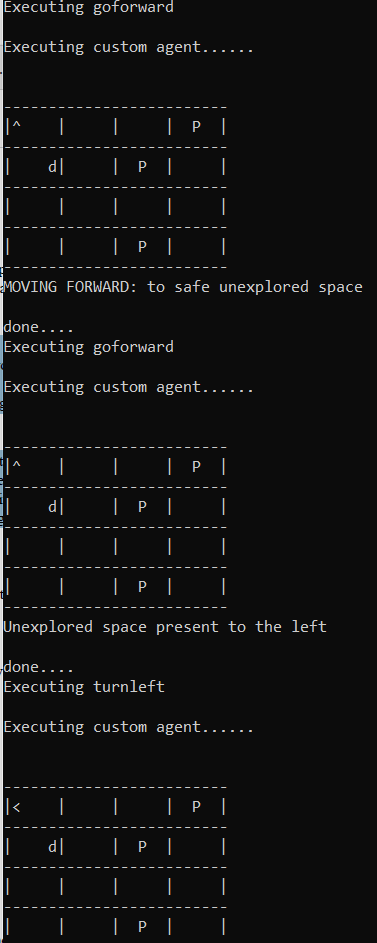 Executing goforward
Executing custom agent......
-------------------------
|^    |     |     |  P  |
-------------------------
|    d|     |  P  |     |
-------------------------
|     |     |     |     |
-------------------------
|     |     |  P  |     |
-------------------------
MOVING FORWARD: to safe unexplored space
done....
Executing goforward
Executing custom agent......
-------------------------
|^    |     |     |  P  |
-------------------------
|    d|     |  P  |     |
-------------------------
|     |     |     |     |
-------------------------
|     |     |  P  |     |
-------------------------
Unexplored space present to the left
done....
Executing turnleft
Executing custom agent......
-------------------------
|<    |     |     |  P  |
-------------------------
|    d|     |  P  |     |
-------------------------
|     |     |     |     |
-------------------------
|     |     |  P  |     |